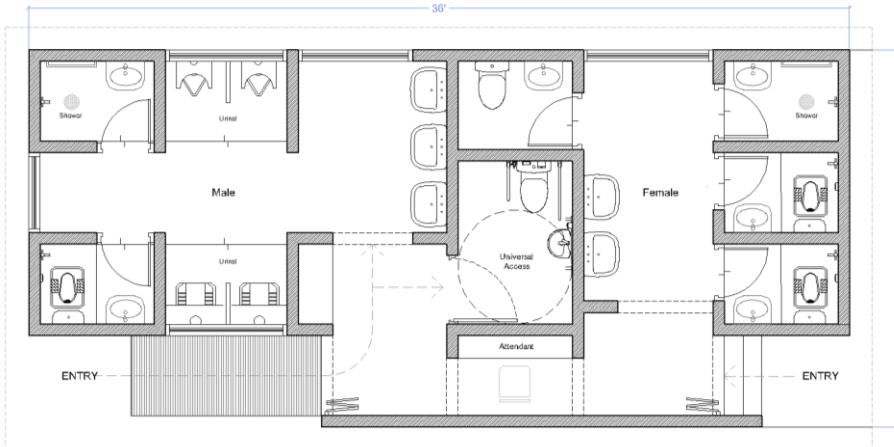 36'
Shower
Urinal
Shower
Male
Female
Urinal
Universal
Access
Attendant
ENTRY
ENTRY